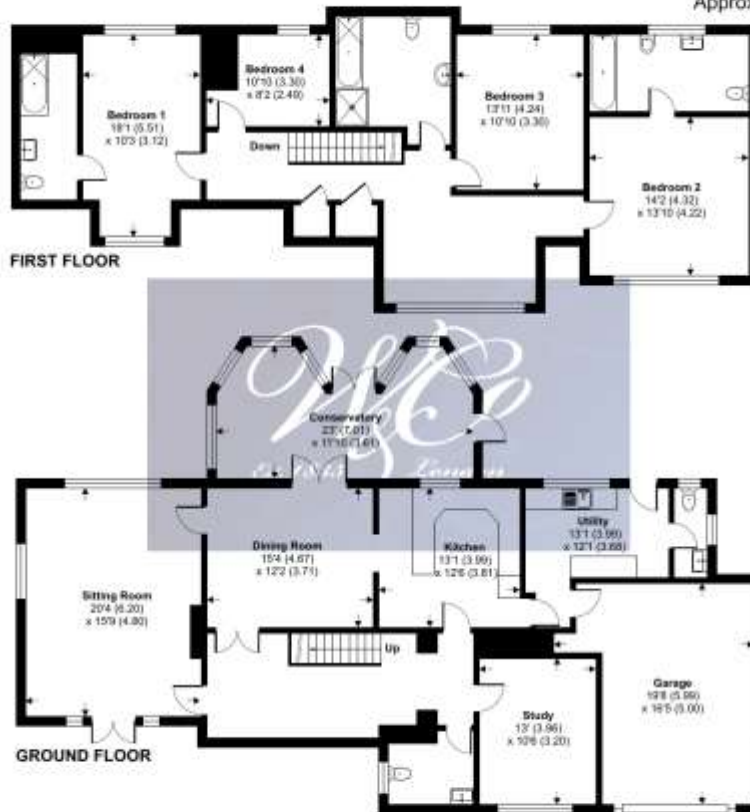 Approx
Bedroom 1
18'1 (5.51)
x 10'3 (3.12)
Bedroom 4
10'10 (3.30)
x 8'2 (2.49)
Bedroom 3
13'11 (4.24)
x 10'10 (3.30)
Down
Bedroom 2
14'2 (4.32)
x 13'10 (4.22)
FIRST FLOOR
W&Co
London
Conservatory
23' (7.01)
x 11'10 (3.61)
Sitting Room
20'4 (6.20)
x 15'9 (4.80)
Dining Room
15'4 (4.67)
x 12'2 (3.71)
Kitchen
13'1 (3.99)
x 12'6 (3.81)
Utility
13'1 (3.99)
x 12'1 (3.68)
Up
Study
13' (3.96)
x 10'6 (3.20)
Garage
19'8 (5.99)
x 16'5 (5.00)
GROUND FLOOR